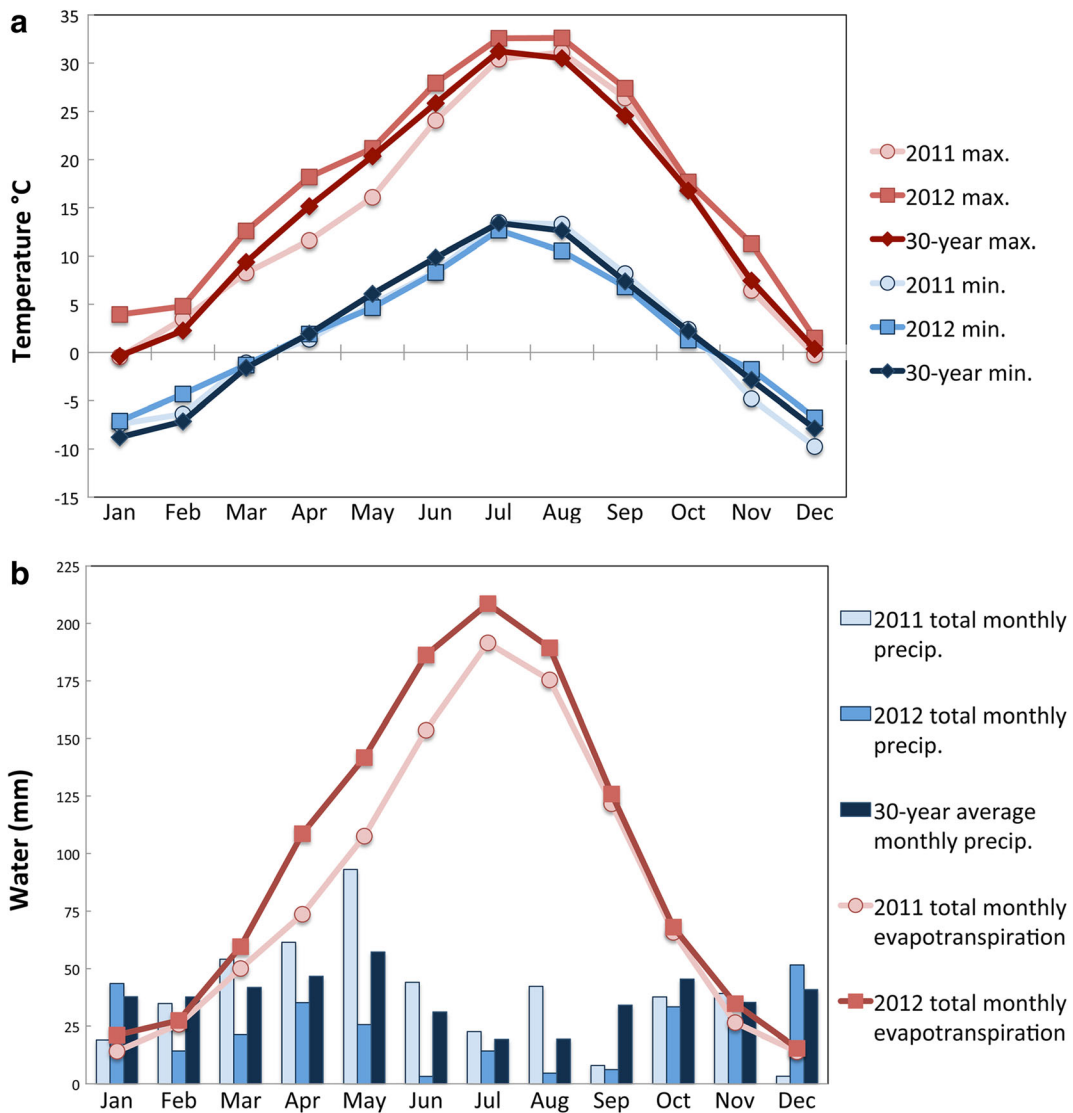 a
35
30
25
20
15
10
5
0
-5
-10
-15
Temperature °C
Jan Feb Mar Apr May Jun Jul Aug Sep Oct Nov Dec
2011 max.
2012 max.
30-year max.
2011 min.
2012 min.
30-year min.
b
225
200
175
150
125
100
75
50
25
0
Water (mm)
Jan Feb Mar Apr May Jun Jul Aug Sep Oct Nov Dec
2011 total monthly
precip.
2012 total monthly
precip.
30-year average
monthly precip.
2011 total monthly
evapotranspiration
2012 total monthly
evapotranspiration